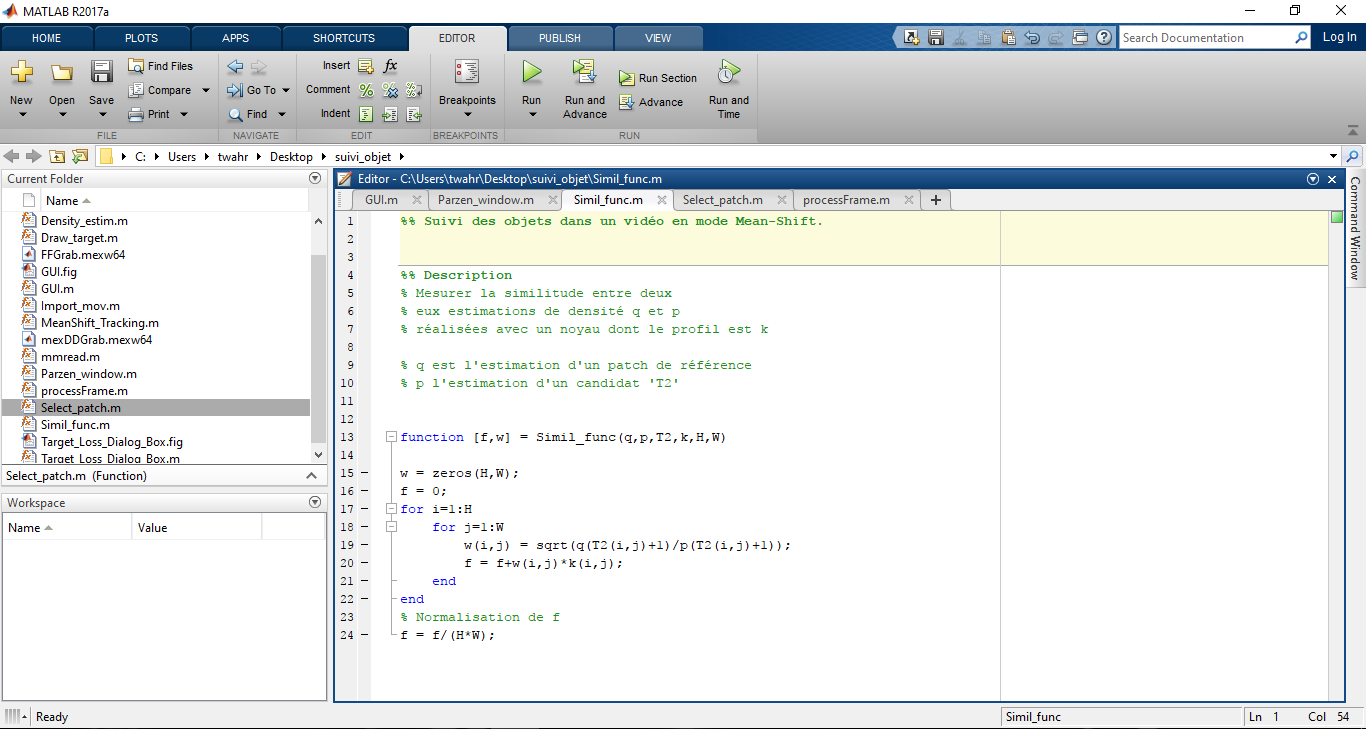 MATLAB R2017a
HOME PLOTS APPS SHORTCUTS EDITOR PUBLISH VIEW Search Documentation Log In
New Open Save Find Files Compare Print
Go To Find
Insert fx Comment Indent
Breakpoints
Run Run and Advance Run Section Advance Run and Time
FILE NAVIGATE EDIT BREAKPOINTS RUN
C: Users twahr Desktop suivi_objet
Current Folder
Name
Density_estim.m
Draw_target.m
FFGrab.mexw64
GUI.fig
GUI.m
Import_mov.m
MeanShift_Tracking.m
mexDDGrab.mexw64
mmread.m
Parzen_window.m
processFrame.m
Select_patch.m
Simil_func.m
Target_Loss_Dialog_Box.fig
Target_Loss_Dialog_Box.m
Select_patch.m (Function)
Workspace
Name Value
Editor - C:\Users\twahr\Desktop\suivi_objet\Simil_func.m
GUI.m Parzen_window.m Simil_func.m Select_patch.m processFrame.m
1 %% Suivi des objets dans un vidéo en mode Mean-Shift.
2
3
4 %% Description
5 % Mesurer la similitude entre deux
6 % eux estimations de densité q et p
7 % réalisées avec un noyau dont le profil est k
8
9 % q est l'estimation d'un patch de référence
10 % p l'estimation d'un candidat 'T2'
11
12
13 function [f,w] = Simil_func(q,p,T2,k,H,W)
14
15 w = zeros(H,W);
16 f = 0;
17 for i=1:H
18 for j=1:W
19 w(i,j) = sqrt(q(T2(i,j)+1)/p(T2(i,j)+1));
20 f = f+w(i,j)*k(i,j);
21 end
22 end
23 % Normalisation de f
24 f = f/(H*W);
Command Window
Ready Simil_func Ln 1 Col 54